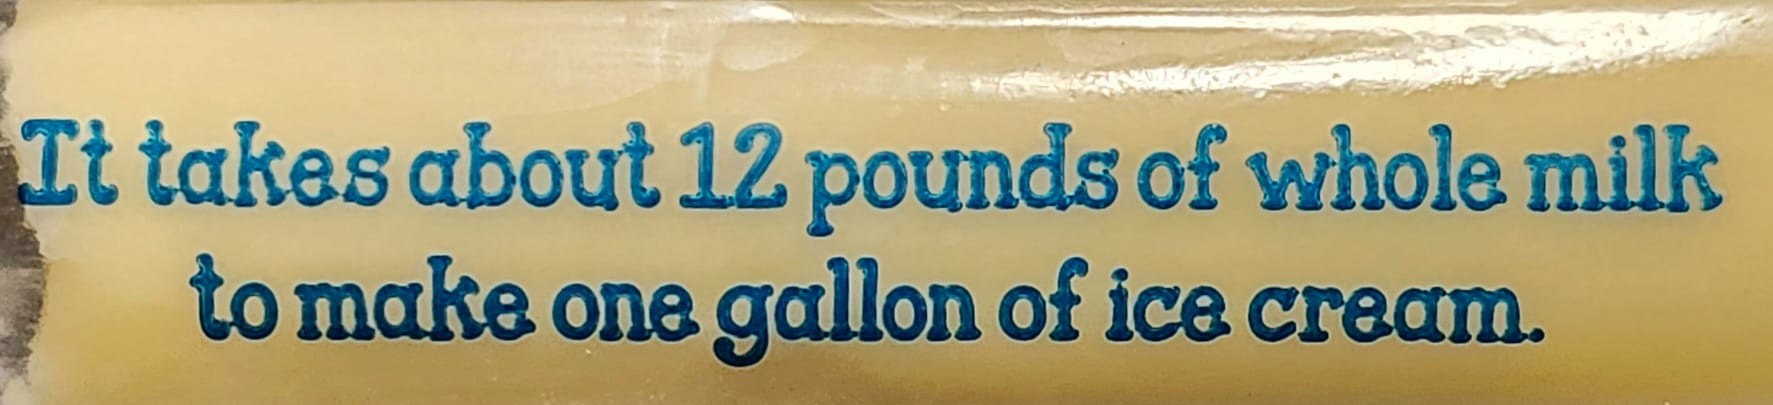 It takes about 12 pounds of whole milk
to make one gallon of ice cream.